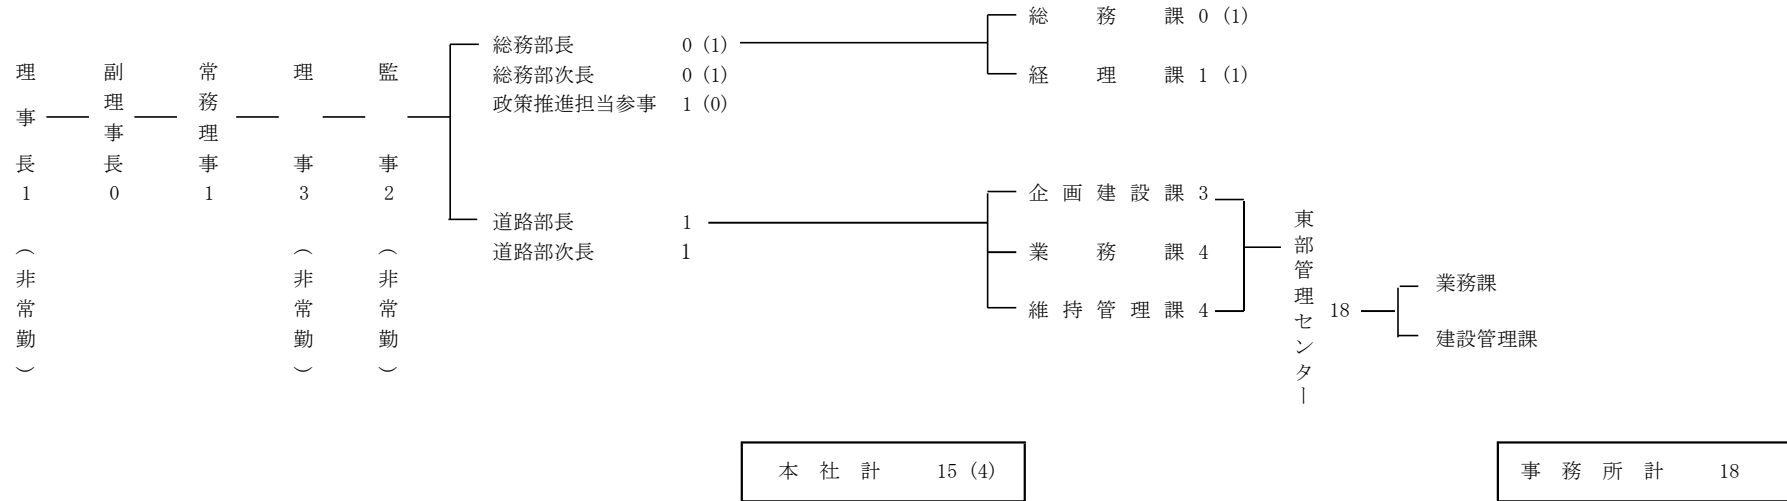 理事長 1 （非常勤）
副理事長 0
常務理事 1
理事 3 （非常勤）
監事 2 （非常勤）
総務部長 0 (1)
総務部次長 0 (1)
政策推進担当参事 1 (0)
総務課 0 (1)
経理課 1 (1)
道路部長 1
道路部次長 1
企画建設課 3
業務課 4
維持管理課 4
東部管理センター 18
業務課
建設管理課
本社計 15 (4)
事務所計 18